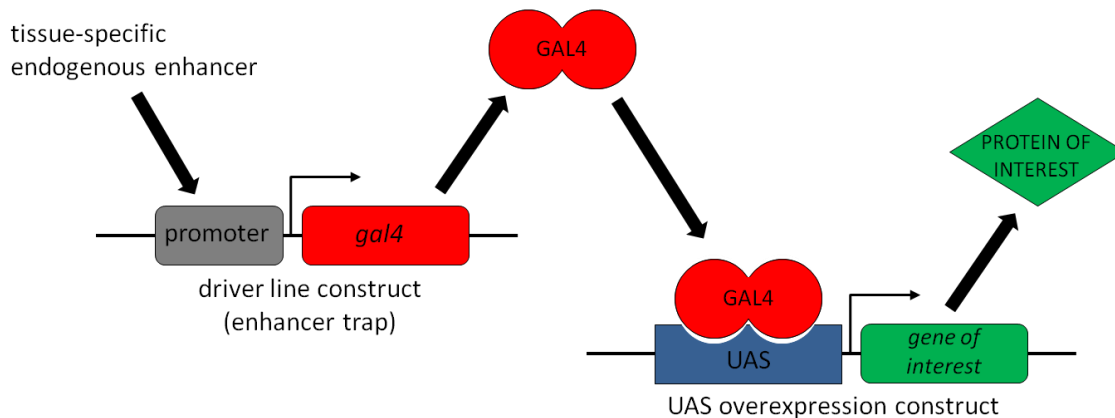 tissue-specific
endogenous enhancer
GAL4
PROTEIN OF
INTEREST
promoter
gal4
driver line construct
(enhancer trap)
GAL4
UAS
gene of
interest
UAS overexpression construct